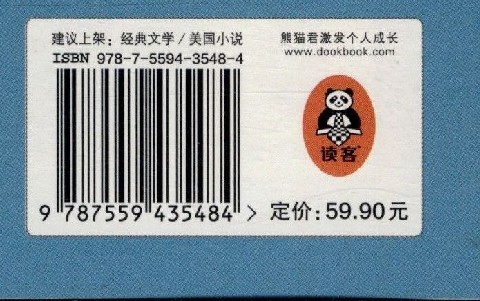 建议上架：经典文学/美国小说
ISBN 978-7-5594-3548-4
9 787559 435484 >
熊猫君激发个人成长
www.dookbook.com
读客
定价：59.90元